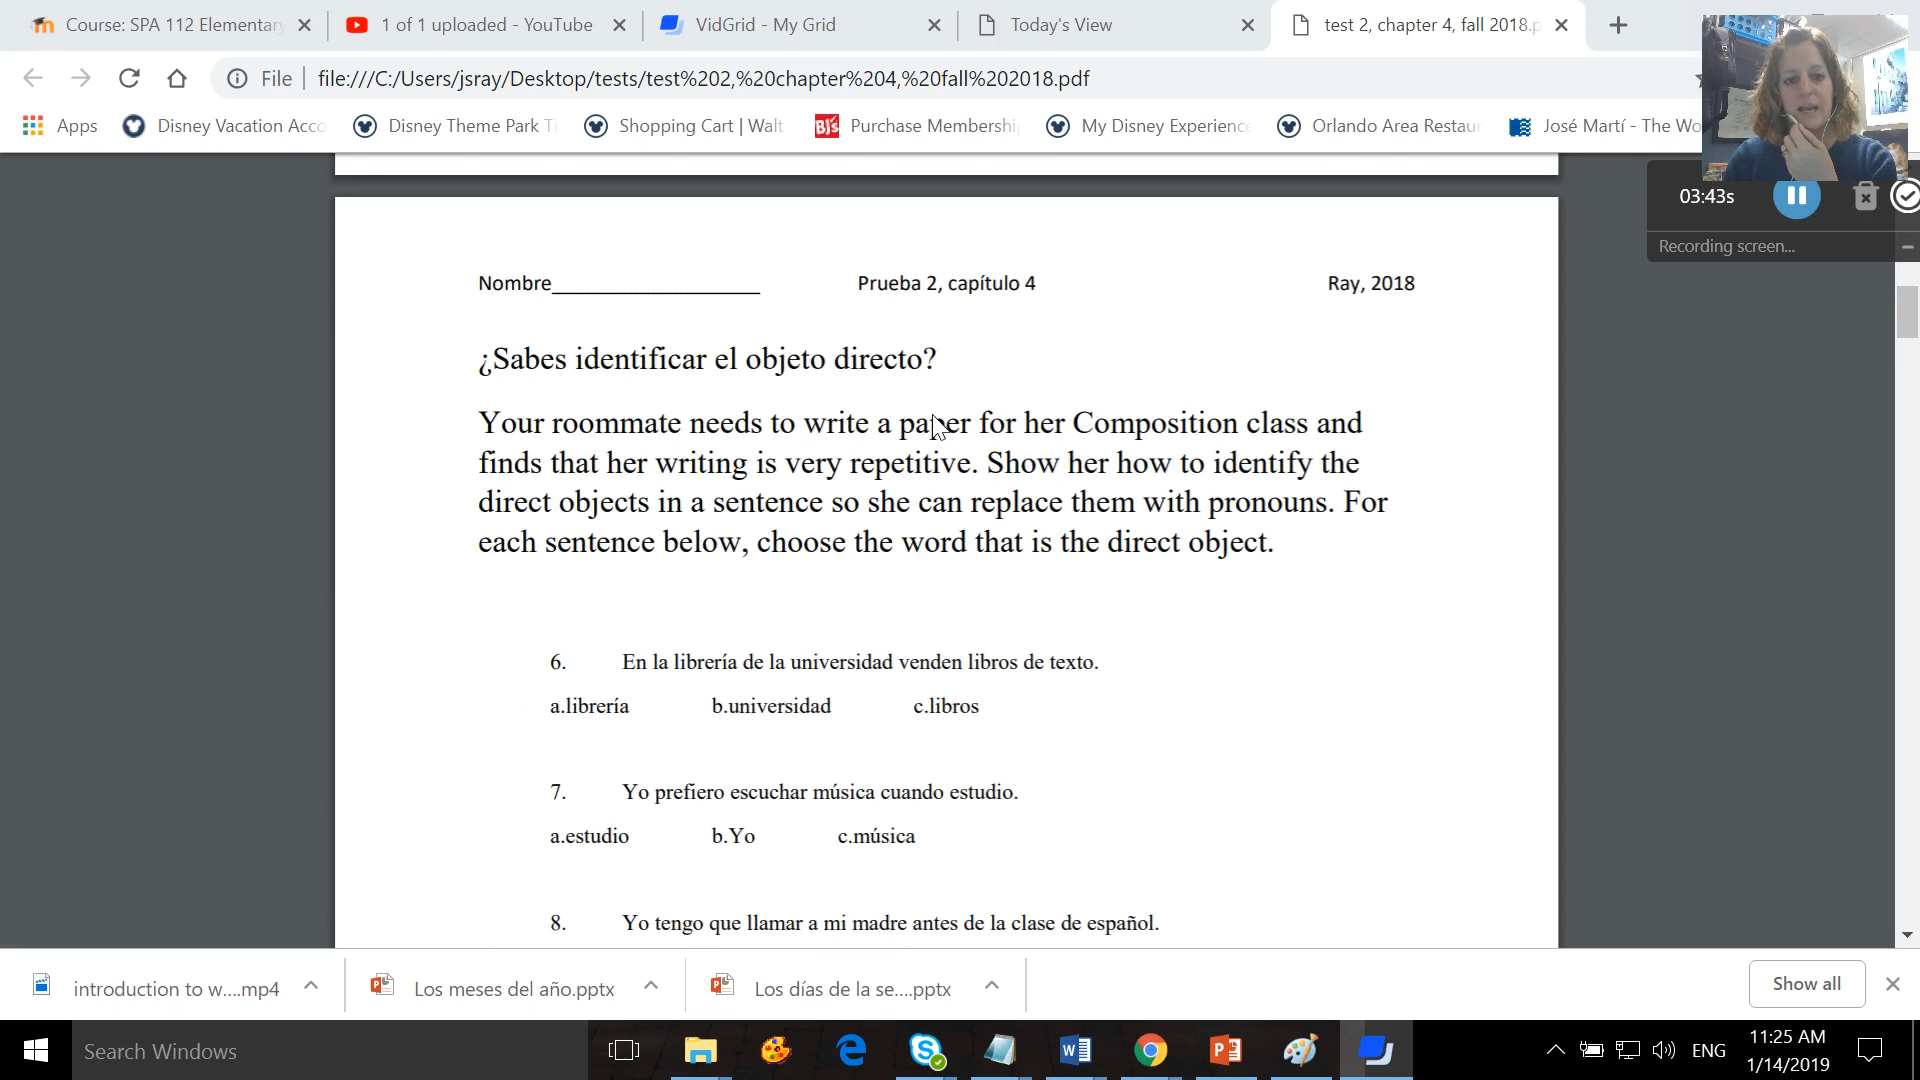 Course: SPA 112 Elementary
1 of 1 uploaded - YouTube
VidGrid - My Grid
Today's View
test 2, chapter 4, fall 2018.p
File
file:///C:/Users/jsray/Desktop/tests/test%202,%20chapter%204,%20fall%202018.pdf
Apps
Disney Vacation Acco
Disney Theme Park Ti
Shopping Cart | Walt
BJs
Purchase Membershi
My Disney Experience
Orlando Area Restaur
José Martí - The Wo
03:43s
Recording screen...
Nombre___________________ Prueba 2, capítulo 4 Ray, 2018
¿Sabes identificar el objeto directo?
Your roommate needs to write a paper for her Composition class and
finds that her writing is very repetitive. Show her how to identify the
direct objects in a sentence so she can replace them with pronouns. For
each sentence below, choose the word that is the direct object.
6. En la librería de la universidad venden libros de texto.
a.librería b.universidad c.libros
7. Yo prefiero escuchar música cuando estudio.
a.estudio b.Yo c.música
8. Yo tengo que llamar a mi madre antes de la clase de español.
introduction to w....mp4
Los meses del año.pptx
Los días de la se....pptx
Show all
Search Windows
ENG
11:25 AM
1/14/2019